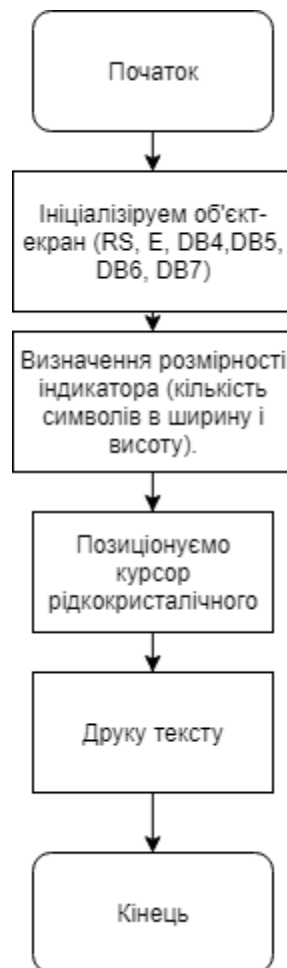 Початок
Ініціалізіруем об'єкт-
екран (RS, E, DB4,DB5,
DB6, DB7)
Визначення розмірності
індикатора (кількість
символів в ширину і
висоту).
Позиціонуємо
курсор
рідкокристалічного
Друку тексту
Кінець